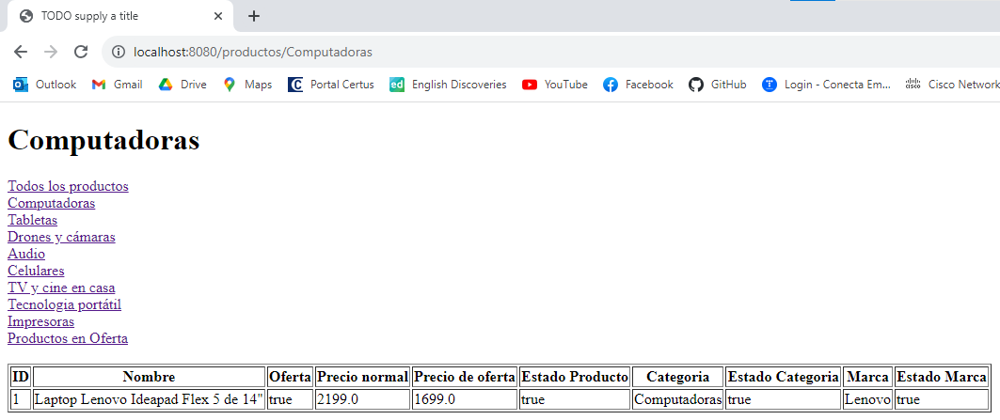 TODO supply a title
localhost:8080/productos/Computadoras
Outlook Gmail Drive Maps Portal Certus English Discoveries YouTube Facebook GitHub Login - Conecta Em... Cisco Network
Computadoras
Todos los productos
Computadoras
Tabletas
Drones y cámaras
Audio
Celulares
TV y cine en casa
Tecnologia portátil
Impresoras
Productos en Oferta
ID Nombre Oferta Precio normal Precio de oferta Estado Producto Categoria Estado Categoria Marca Estado Marca
1 Laptop Lenovo Ideapad Flex 5 de 14" true 2199.0 1699.0 true Computadoras true Lenovo true